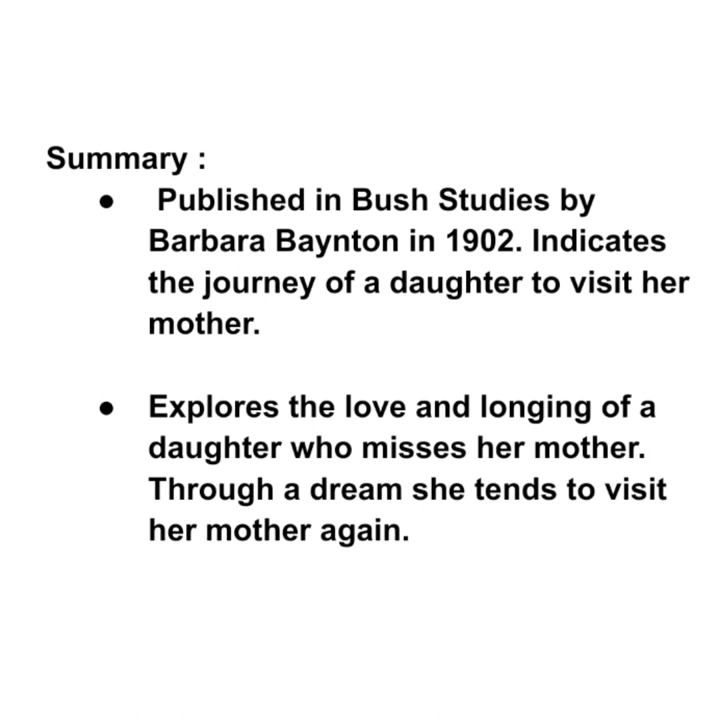 Summary :
● Published in Bush Studies by
Barbara Baynton in 1902. Indicates
the journey of a daughter to visit her
mother.
● Explores the love and longing of a
daughter who misses her mother.
Through a dream she tends to visit
her mother again.